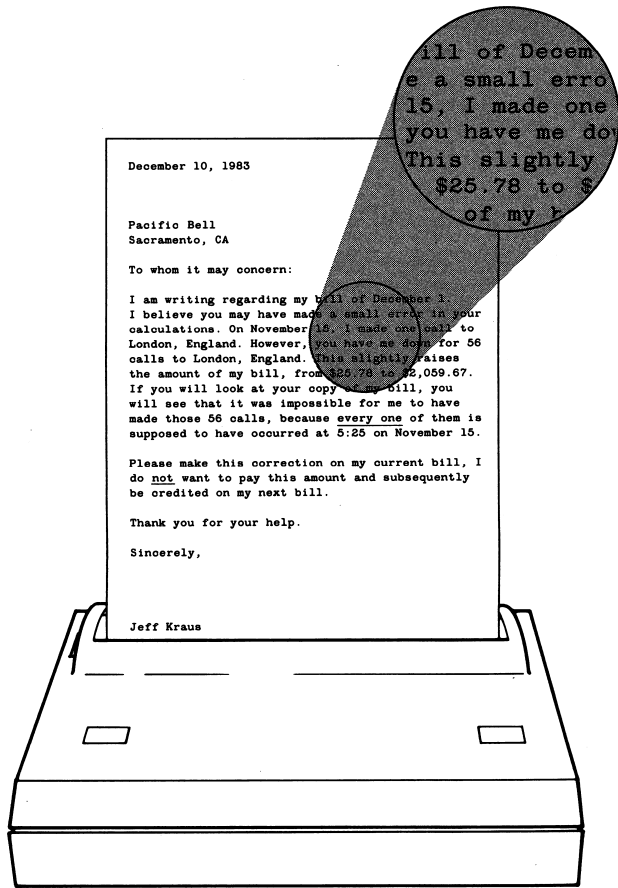 ill of Decem
e a small erro
15, I made one
you have me dow
This slightly
$25.78 to $
of my b
December 10, 1983
Pacific Bell
Sacramento, CA
To whom it may concern:
I am writing regarding my bill of December 1.
I believe you may have made a small error in your
calculations. On November 15, I made one call to
London, England. However, you have me down for 56
calls to London, England. This slightly raises
the amount of my bill, from $25.78 to $2,059.67.
If you will look at your copy of my bill, you
will see that it was impossible for me to have
made those 56 calls, because every one of them is
supposed to have occurred at 5:25 on November 15.
Please make this correction on my current bill, I
do not want to pay this amount and subsequently
be credited on my next bill.
Thank you for your help.
Sincerely,
Jeff Kraus